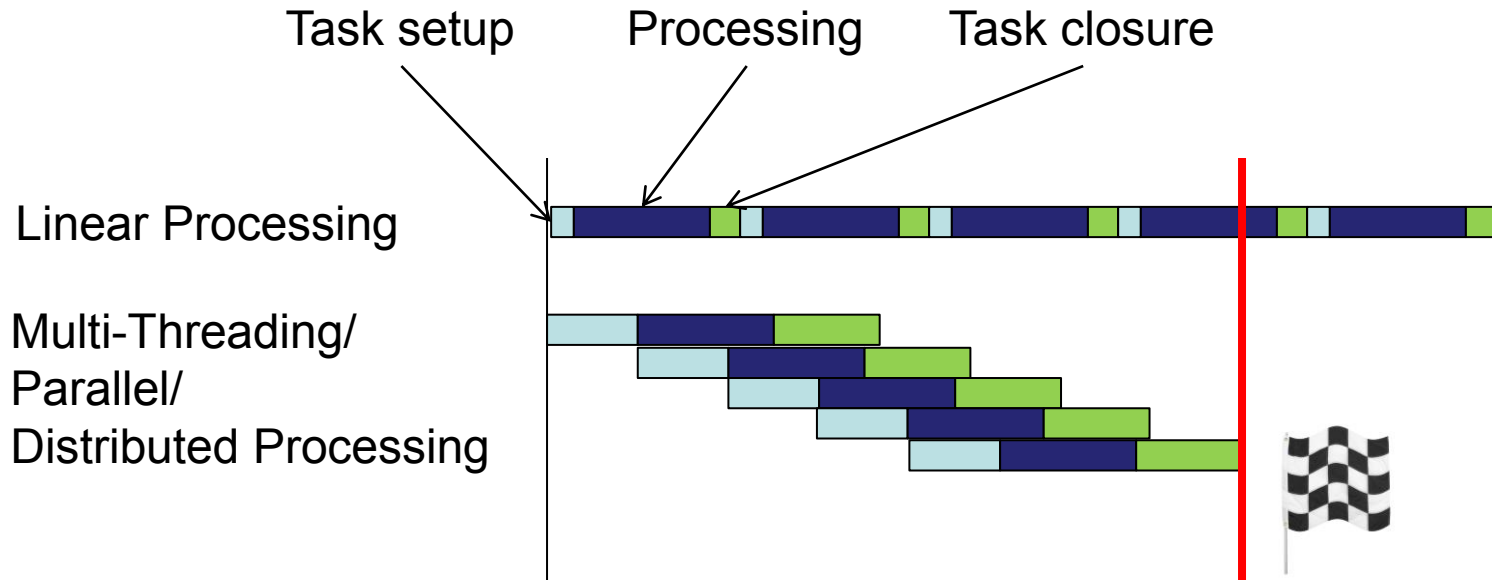 Task setup Processing Task closure
Linear Processing
Multi-Threading/
Parallel/
Distributed Processing